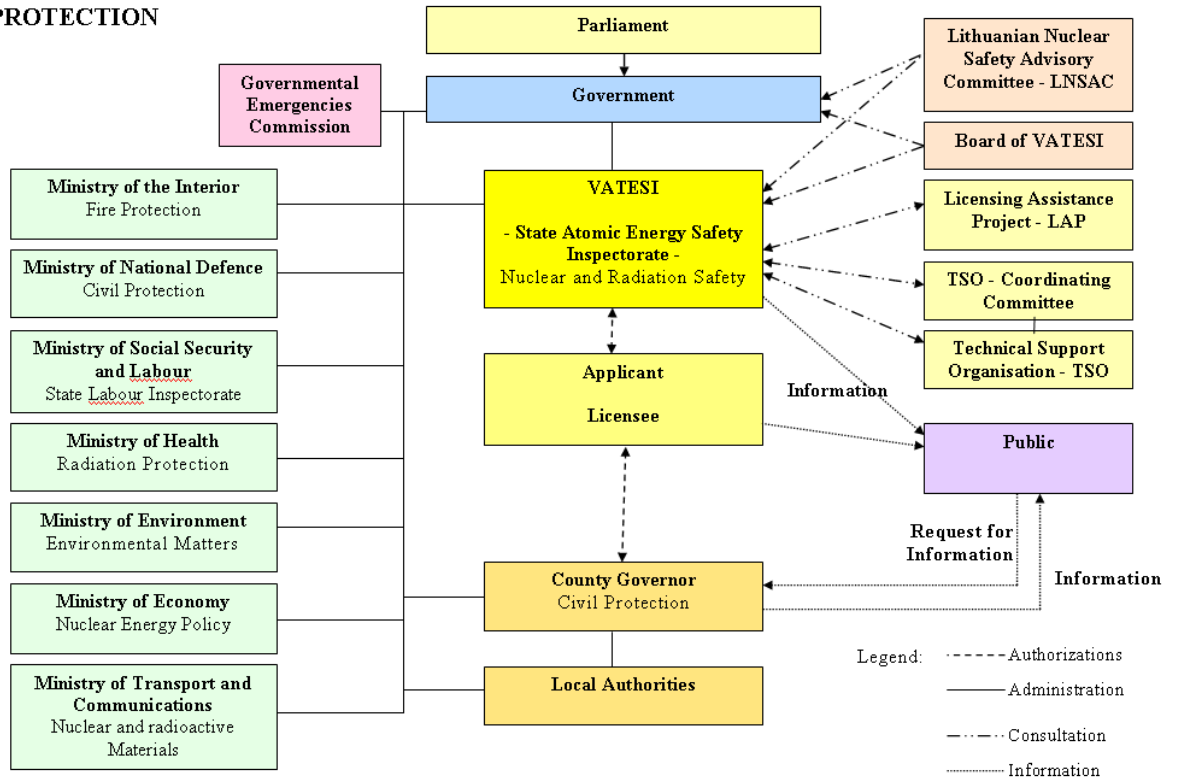 PROTECTION
Parliament
Government
Governmental
Emergencies
Commission
Lithuanian Nuclear
Safety Advisory
Committee - LNSAC
Board of VATESI
Licensing Assistance
Project - LAP
TSO - Coordinating
Committee
Technical Support
Organisation - TSO
Ministry of the Interior
Fire Protection
Ministry of National Defence
Civil Protection
Ministry of Social Security
and Labour
State Labour Inspectorate
Ministry of Health
Radiation Protection
Ministry of Environment
Environmental Matters
Ministry of Economy
Nuclear Energy Policy
Ministry of Transport and
Communications
Nuclear and radioactive
Materials
VATESI
- State Atomic Energy Safety
Inspectorate -
Nuclear and Radiation Safety
Applicant
Licensee
Information
Public
Request for
Information
Information
County Governor
Civil Protection
Local Authorities
Legend:
Authorizations
Administration
Consultation
Information